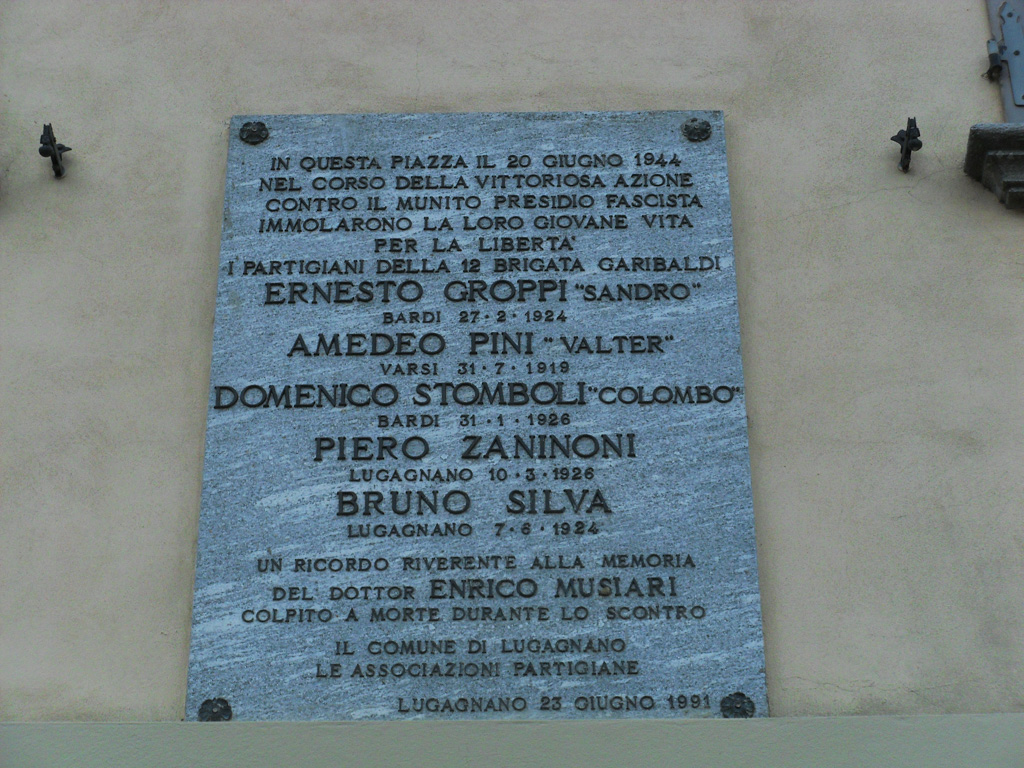 IN QUESTA PIAZZA IL 20 GIUGNO 1944
NEL CORSO DELLA VITTORIOSA AZIONE
CONTRO IL MUNITO PRESIDIO FASCISTA
IMMOLARONO LA LORO GIOVANE VITA
PER LA LIBERTA'
I PARTIGIANI DELLA 12 BRIGATA GARIBALDI
ERNESTO GROPPI "SANDRO"
BARDI 27·2·1924
AMEDEO PINI "VALTER"
VARSI 31·7·1919
DOMENICO STOMBOLI "COLOMBO"
BARDI 31·1·1926
PIERO ZANINONI
LUGAGNANO 10·3·1926
BRUNO SILVA
LUGAGNANO 7·6·1924
UN RICORDO RIVERENTE ALLA MEMORIA
DEL DOTTOR ENRICO MUSIARI
COLPITO A MORTE DURANTE LO SCONTRO
IL COMUNE DI LUGAGNANO
LE ASSOCIAZIONI PARTIGIANE
LUGAGNANO 23 GIUGNO 1991